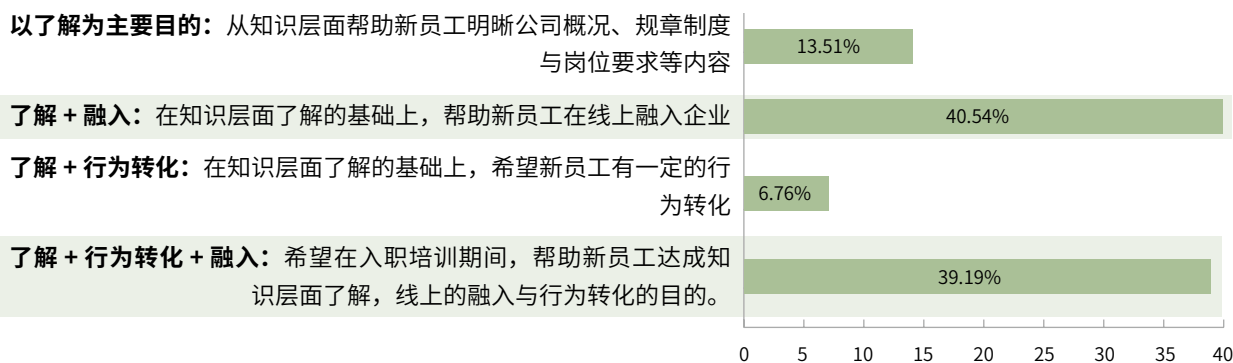 以了解为主要目的：从知识层面帮助新员工明晰公司概况、规章制度
与岗位要求等内容
13.51%
了解 + 融入：在知识层面了解的基础上，帮助新员工在线上融入企业
40.54%
了解 + 行为转化：在知识层面了解的基础上，希望新员工有一定的行
为转化
6.76%
了解 + 行为转化 + 融入：希望在入职培训期间，帮助新员工达成知
识层面了解，线上的融入与行为转化的目的。
39.19%
0 5 10 15 20 25 30 35 40